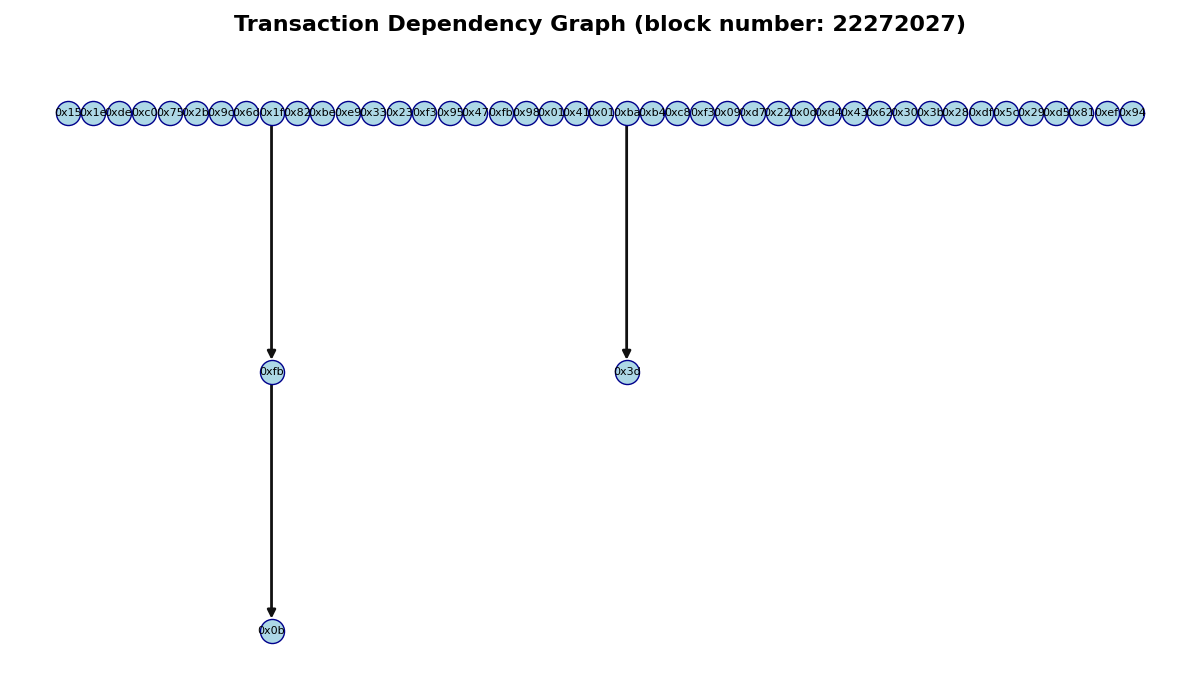 Transaction Dependency Graph (block number: 22272027)
0x15 0x1e 0xde 0xc0 0x75 0x2b 0x9c 0x1f 0x82 0xbe 0xe9 0x33 0x23 0xf3 0x95 0x47 0xfb 0x98 0x01 0x41 0x01 0xba 0xb4 0xc8 0xf3 0x09 0xd7 0x22 0xd4 0x43 0x62 0x30 0x3b 0x28 0xdf 0x5c 0x29 0xd5 0x81 0xef 0x94
0xfb 0x3d
0x0b